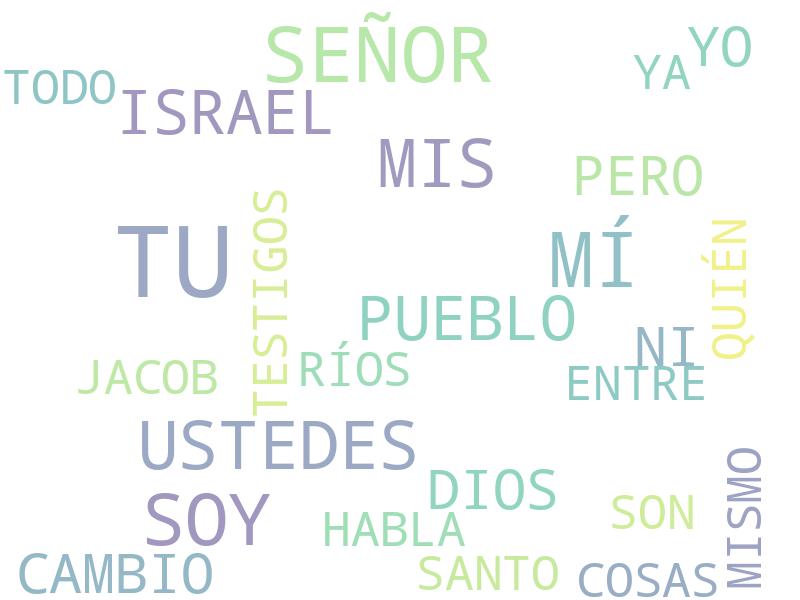 SEÑOR
YO
YA
TODO
ISRAEL
MIS
PERO
TESTIGOS
TU
MÍ
QUIÉN
PUEBLO
NI
RÍOS
JACOB
ENTRE
USTEDES
MISMO
DIOS
SOY
SON
HABLA
CAMBIO
SANTO
COSAS